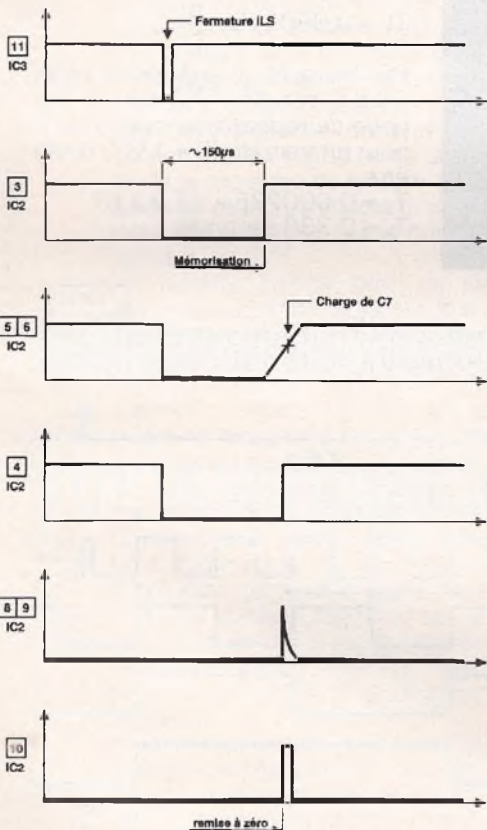 Fermeture ILS
11
IC3
~150µs
3
IC2
Mémorisation
Charge de C7
5 6
IC2
4
IC2
8 9
IC2
10
IC2
remise à zéro